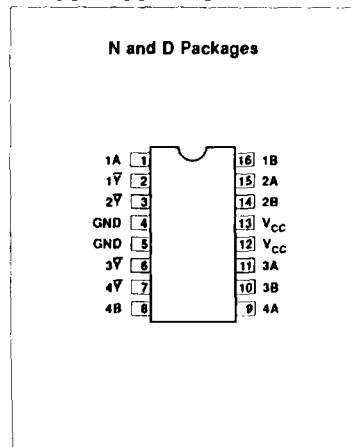 N and D Packages
1A 1 16 1B
1Y̅ 2 15 2A
2Y̅ 3 14 2B
GND 4 13 VCC
GND 5 12 VCC
3Y̅ 6 11 3A
4Y̅ 7 10 3B
4B 8 9 4A